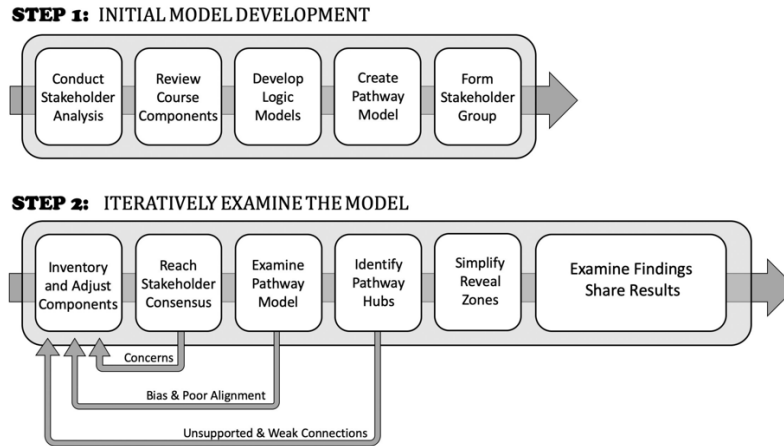 STEP 1: INITIAL MODEL DEVELOPMENT
Conduct
Stakeholder
Analysis
Review
Course
Components
Develop
Logic
Models
Create
Pathway
Model
Form
Stakeholder
Group
STEP 2: ITERATIVELY EXAMINE THE MODEL
Inventory
and Adjust
Components
Reach
Stakeholder
Consensus
Examine
Pathway
Model
Identify
Pathway
Hubs
Simplify
Reveal
Zones
Examine Findings
Share Results
Concerns
Bias & Poor Alignment
Unsupported & Weak Connections